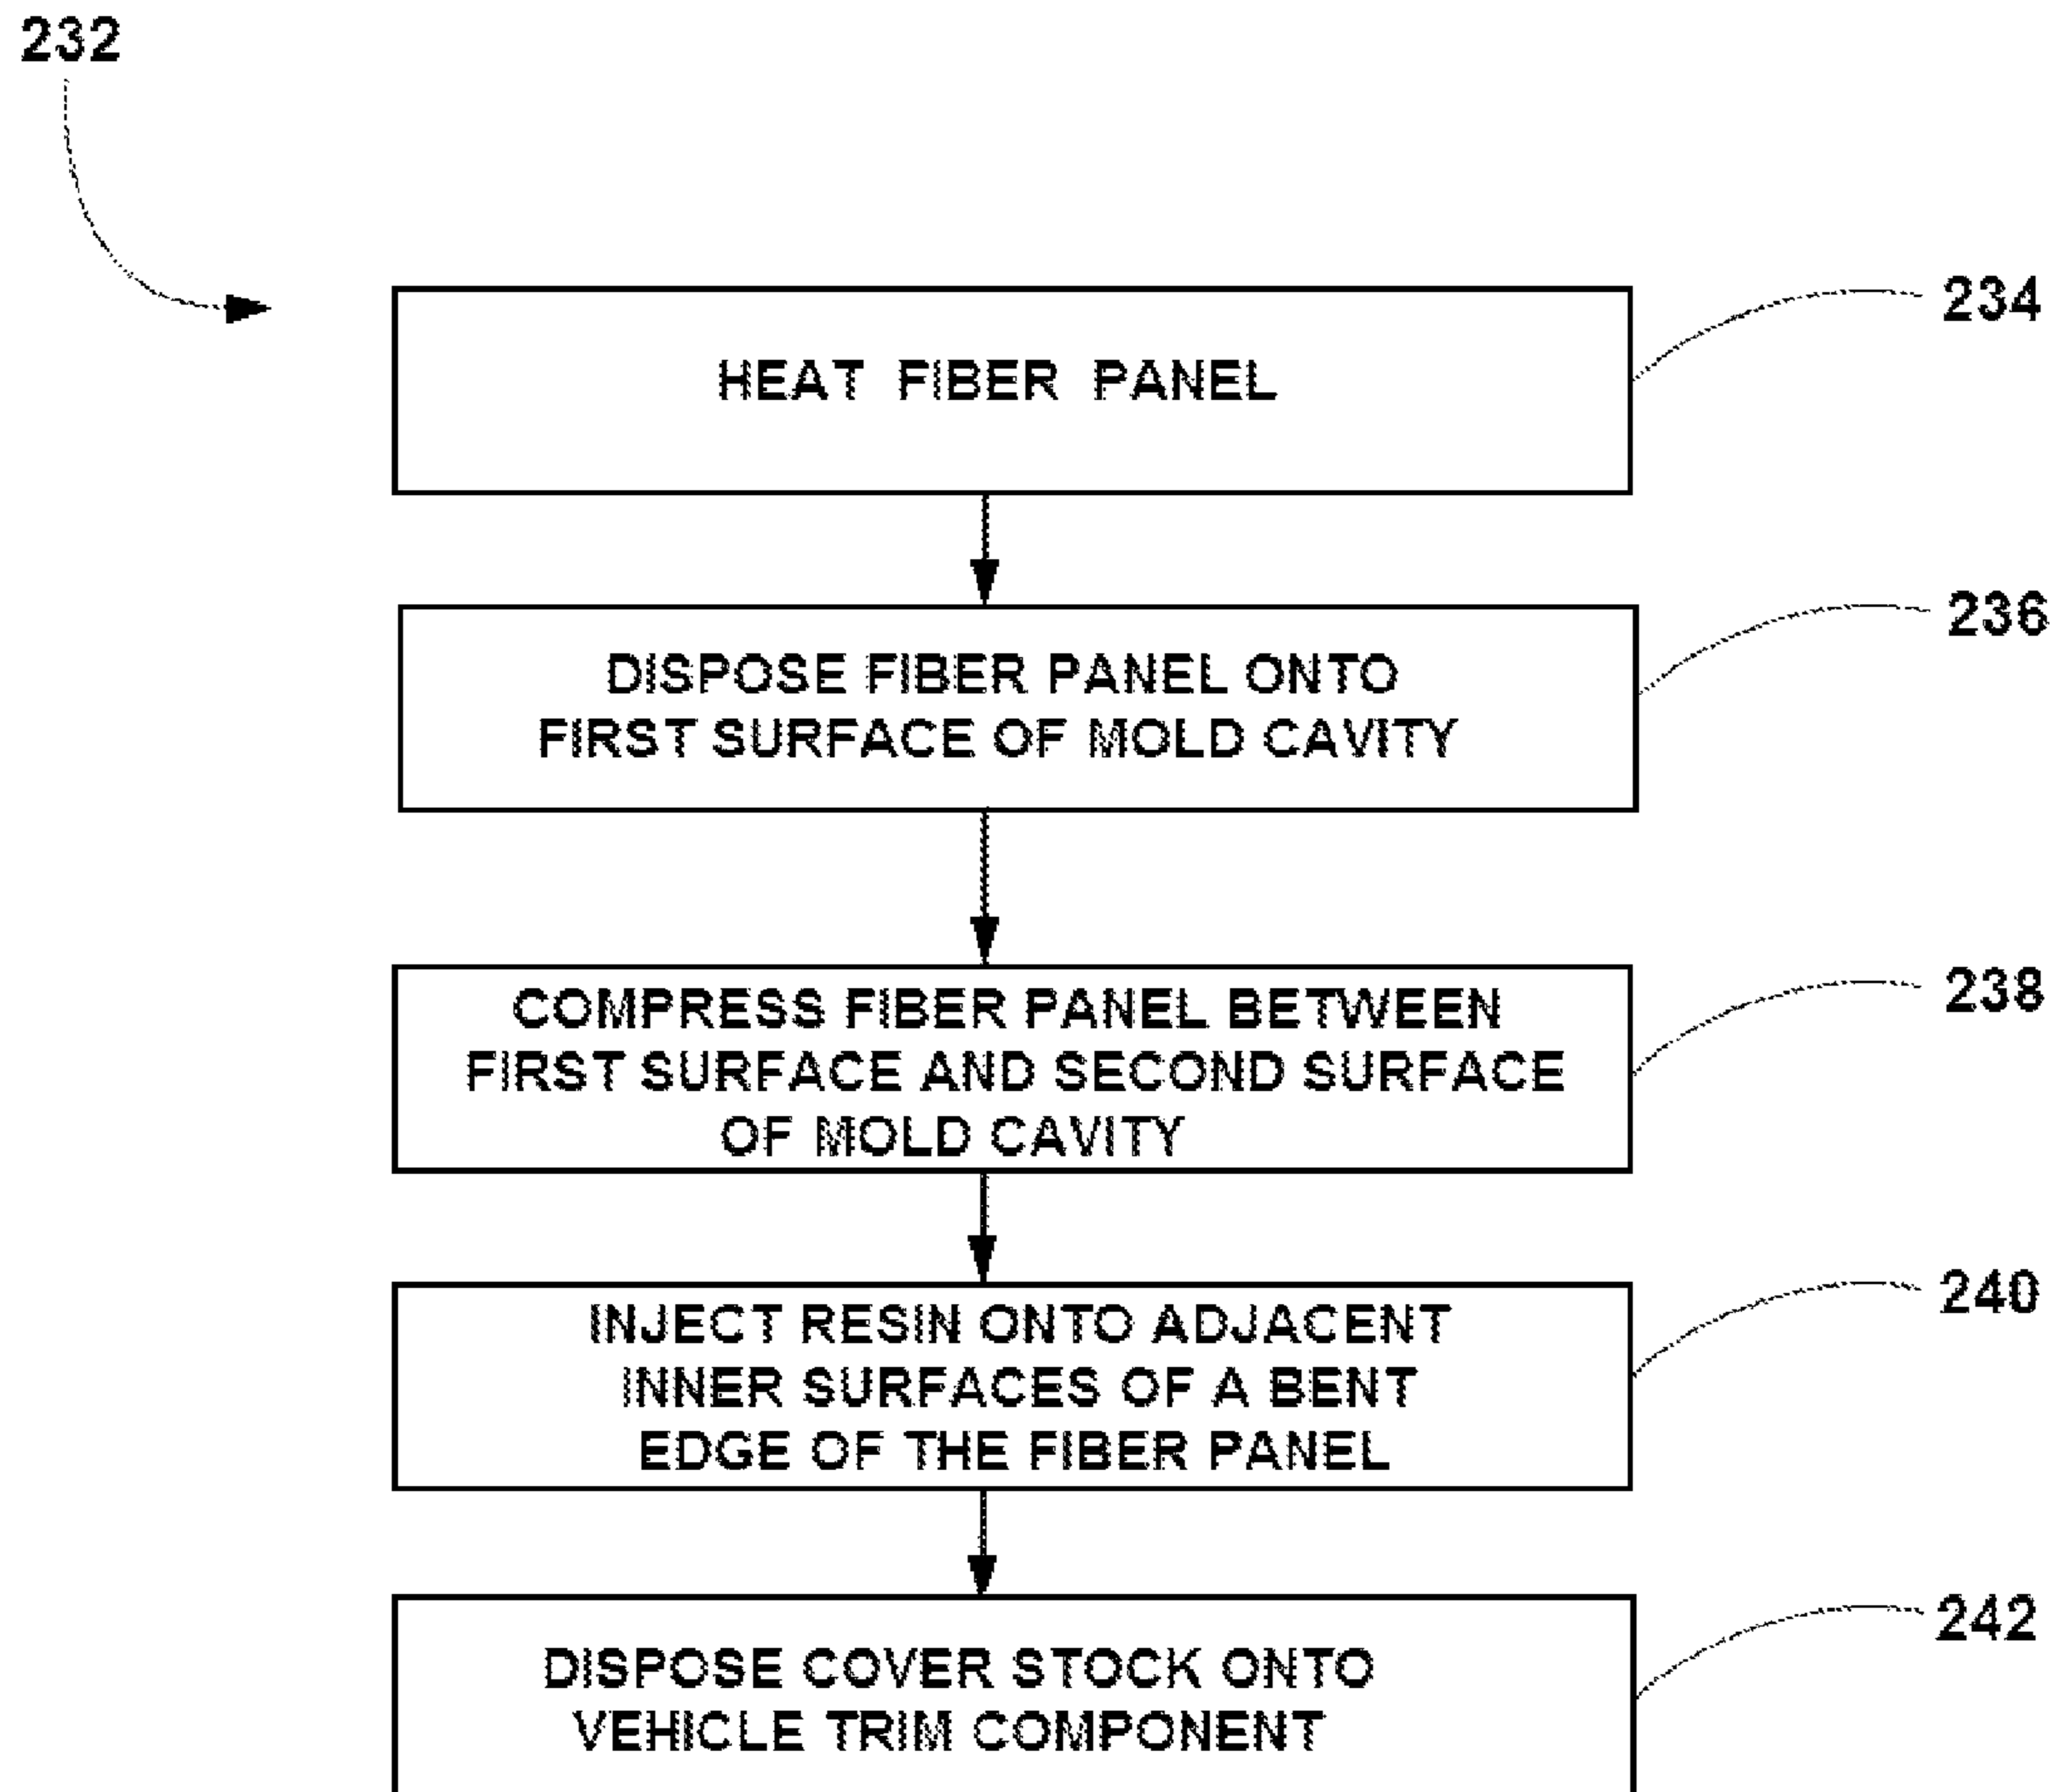 232
HEAT FIBER PANEL
234
DISPOSE FIBER PANEL ONTO
FIRST SURFACE OF MOLD CAVITY
236
COMPRESS FIBER PANEL BETWEEN
FIRST SURFACE AND SECOND SURFACE
OF MOLD CAVITY
238
INJECT RESIN ONTO ADJACENT
INNER SURFACES OF A BENT
EDGE OF THE FIBER PANEL
240
DISPOSE COVER STOCK ONTO
VEHICLE TRIM COMPONENT
242